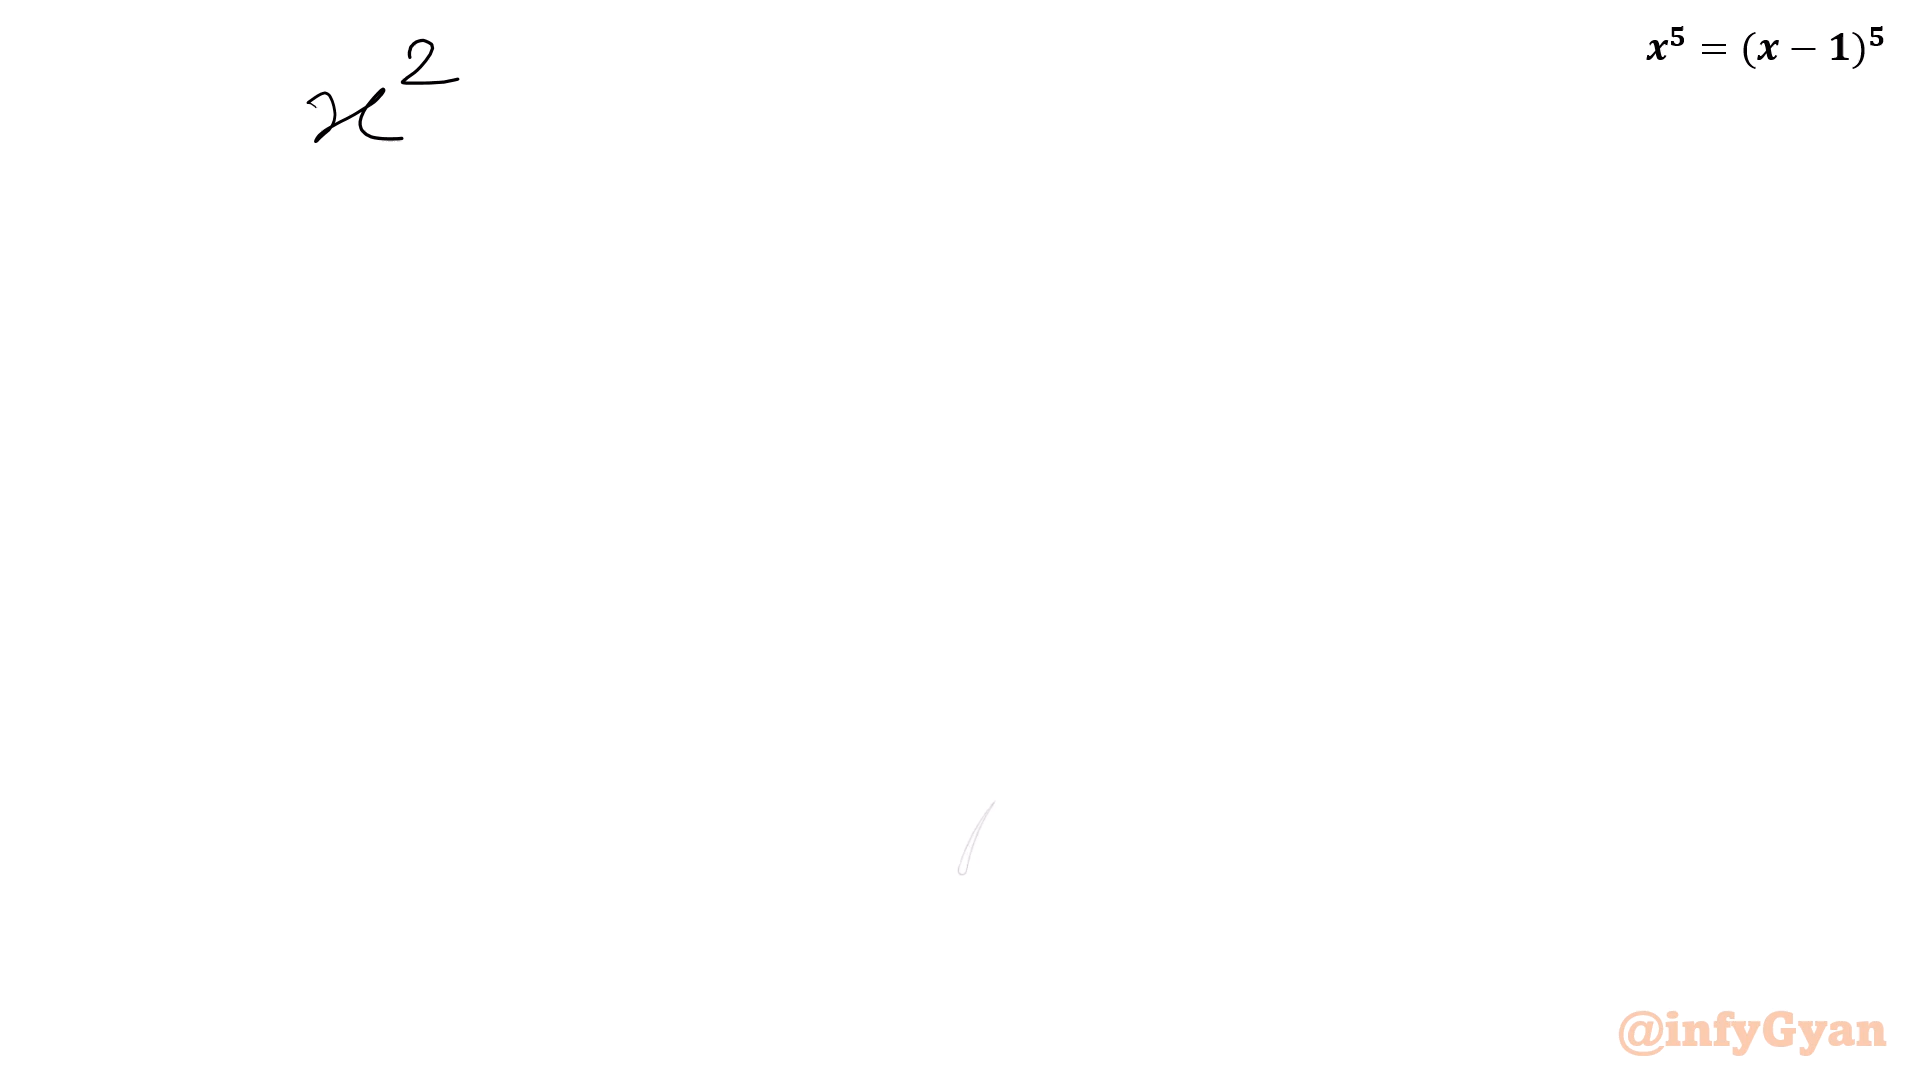 x² x⁵ = (x − 1)⁵
@infyGyan